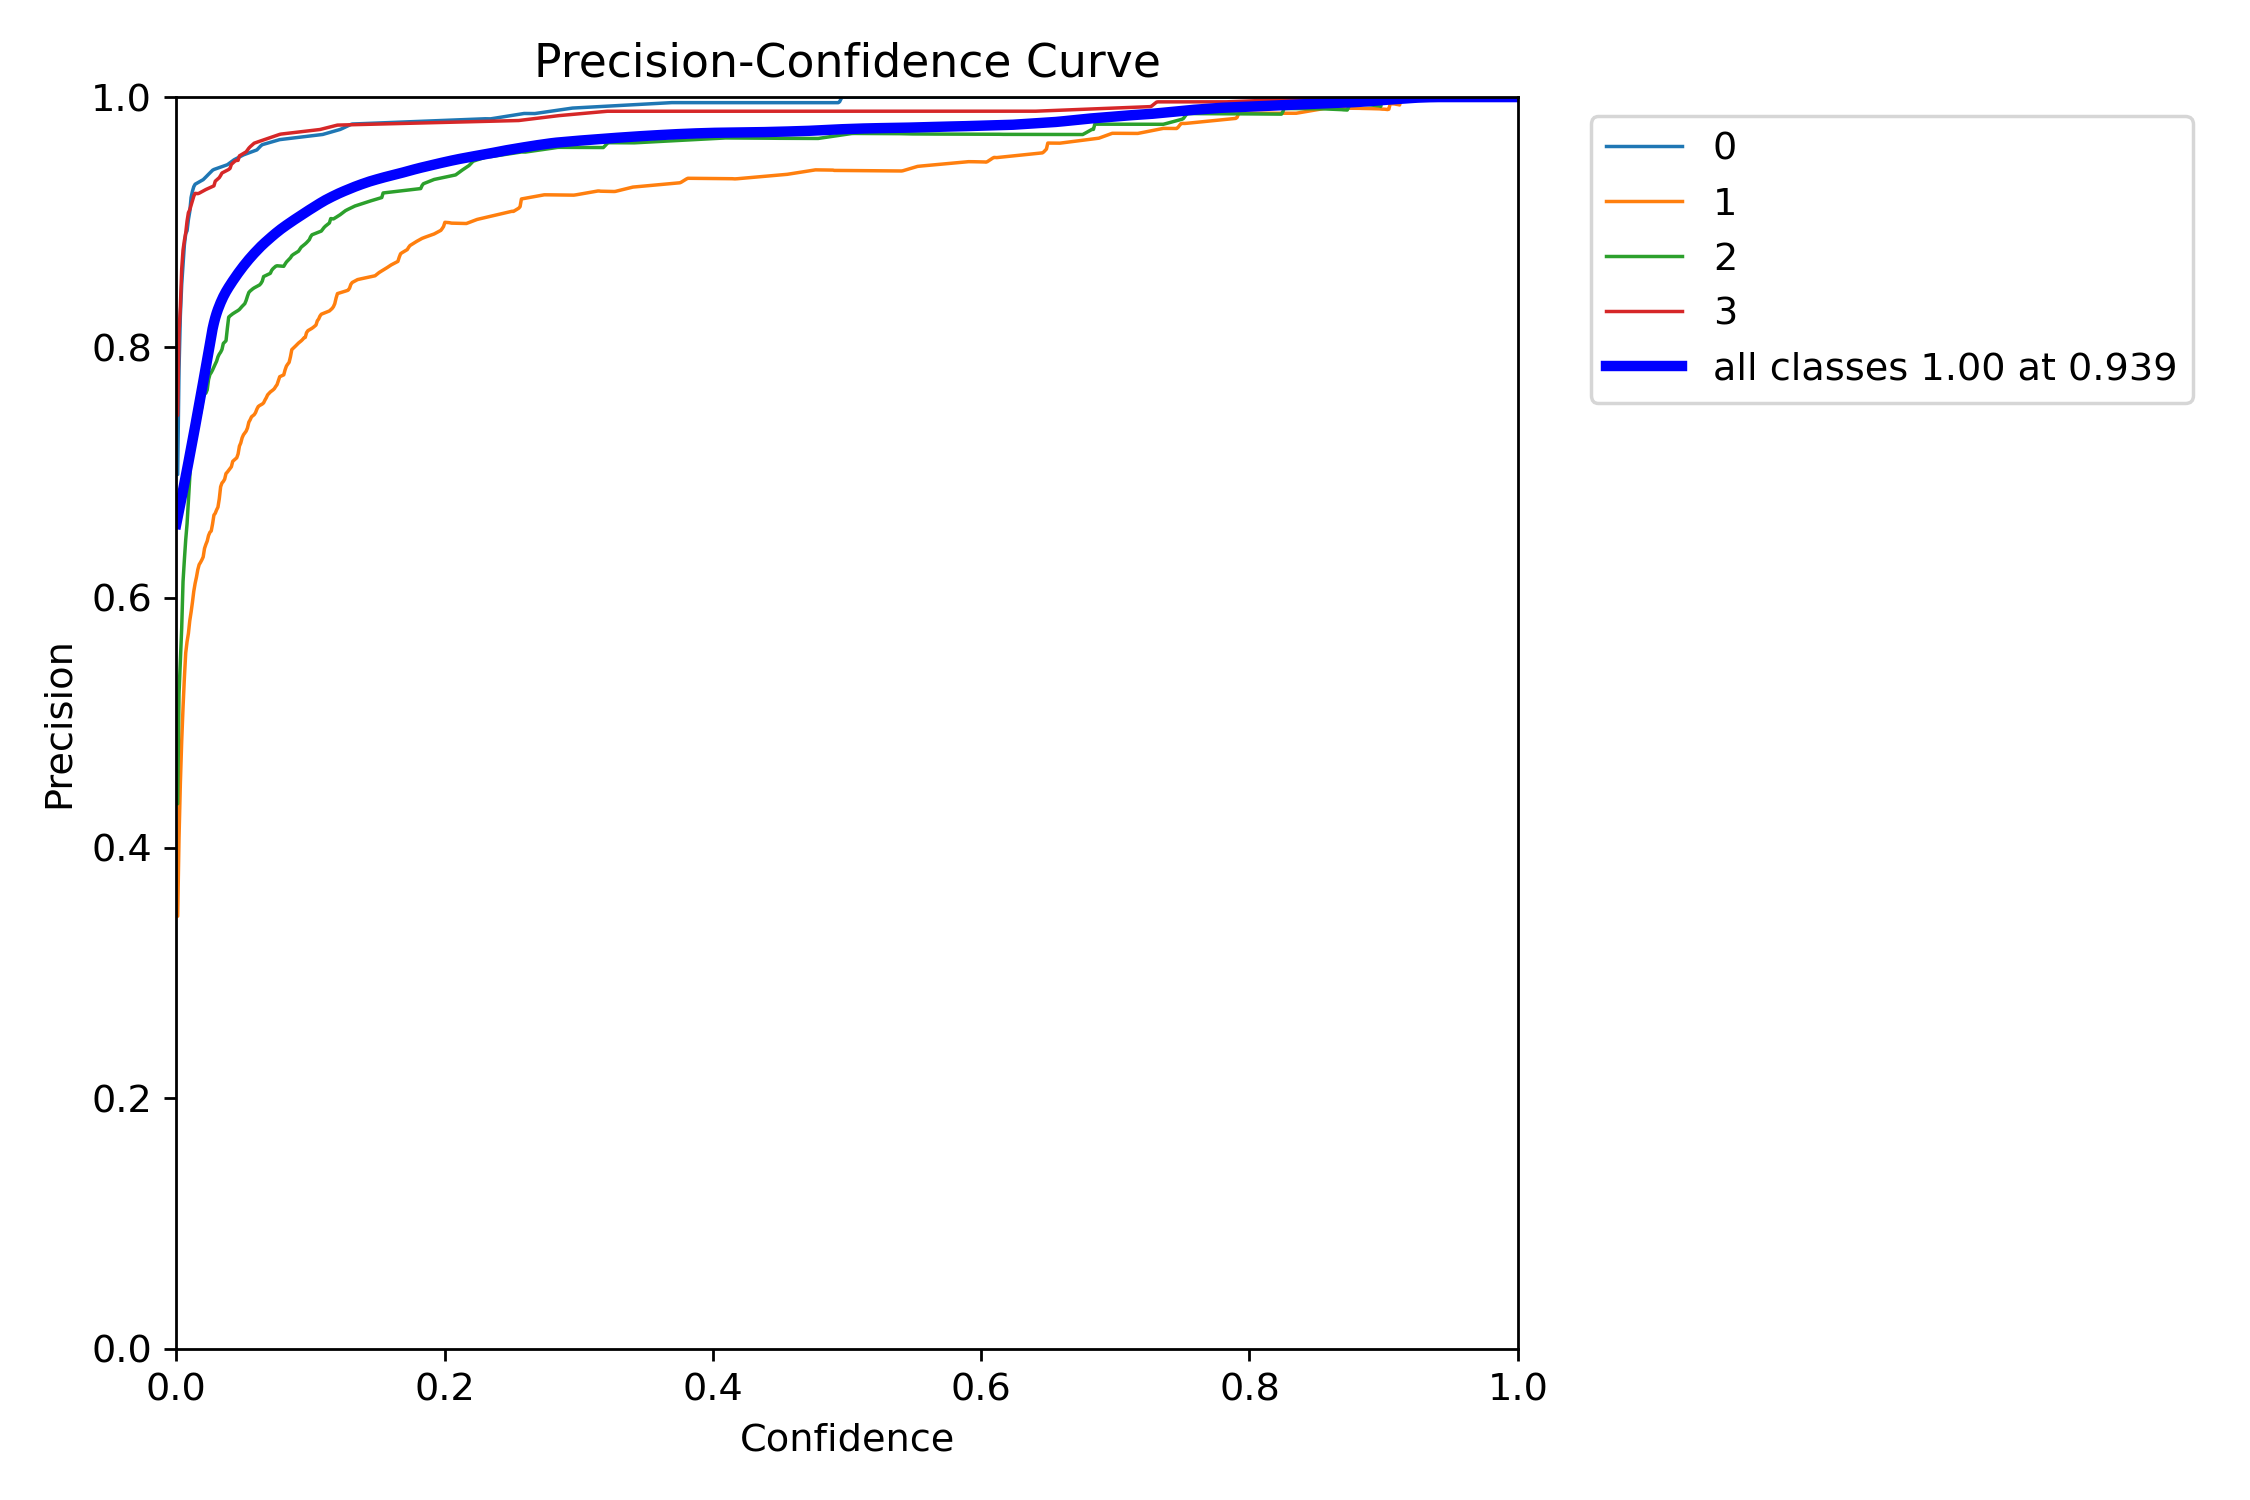 Precision-Confidence Curve
1.0
0.8
0.6
0.4
0.2
0.0
Precision
0.0 0.2 0.4 0.6 0.8 1.0
Confidence
0
1
2
3
all classes 1.00 at 0.939